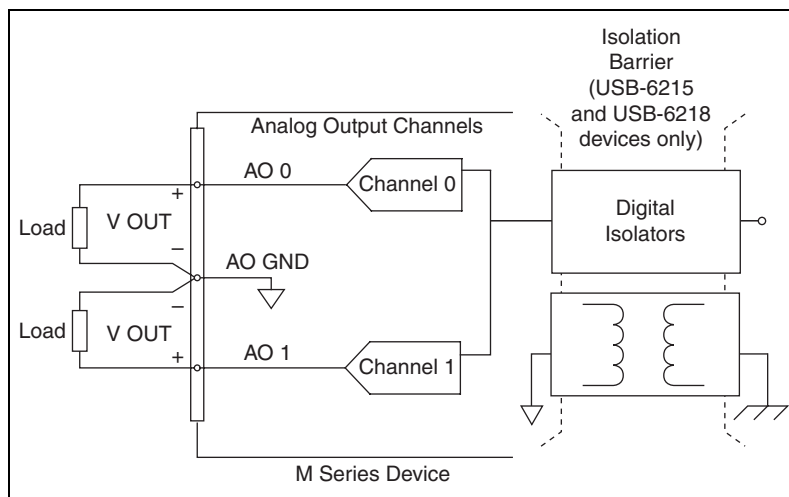 Isolation
Barrier
(USB-6215
and USB-6218
devices only)
Analog Output Channels
AO 0
Channel 0
+
Load
V OUT
–
AO GND
Digital
Isolators
–
Load
V OUT
+
AO 1
Channel 1
M Series Device